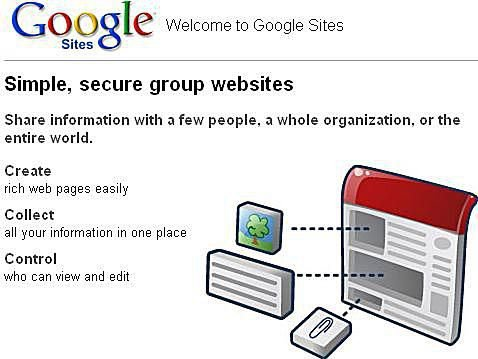 Google
Sites
Welcome to Google Sites
Simple, secure group websites
Share information with a few people, a whole organization, or the
entire world.
Create
rich web pages easily
Collect
all your information in one place
Control
who can view and edit